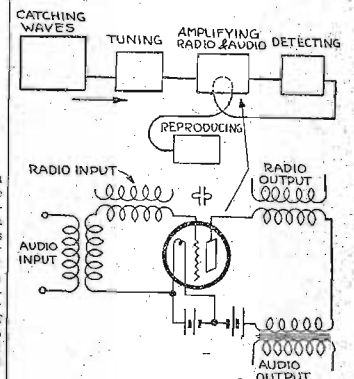 CATCHING
WAVES
TUNING
AMPLIFYING
RADIO & AUDIO
DETECTING
REPRODUCING
RADIO INPUT
RADIO
OUTPUT
AUDIO
INPUT
AUDIO
OUTPUT